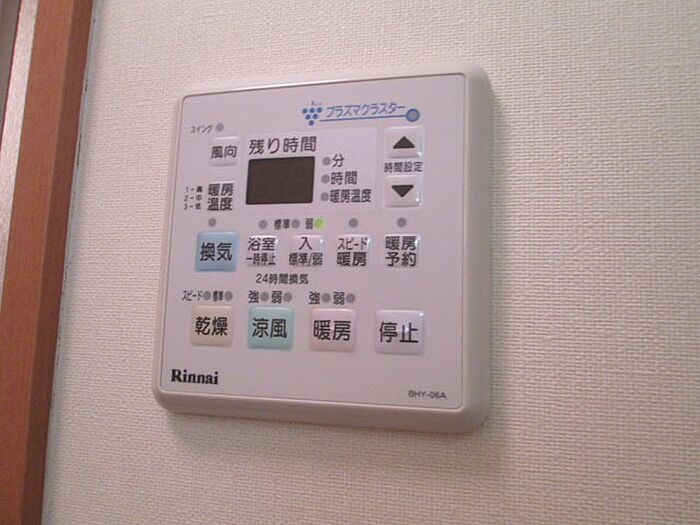 プラズマクラスター
スイング
風向
残り時間
分
時間
暖房温度
時間設定
1-高
2-中
3-低
暖房
温度
標準 弱
換気
浴室
一時停止
入
標準/弱
スピード
暖房
暖房
予約
24時間換気
スピード 標準
強 弱
強 弱
乾燥
涼風
暖房
停止
Rinnai
BHY-06A